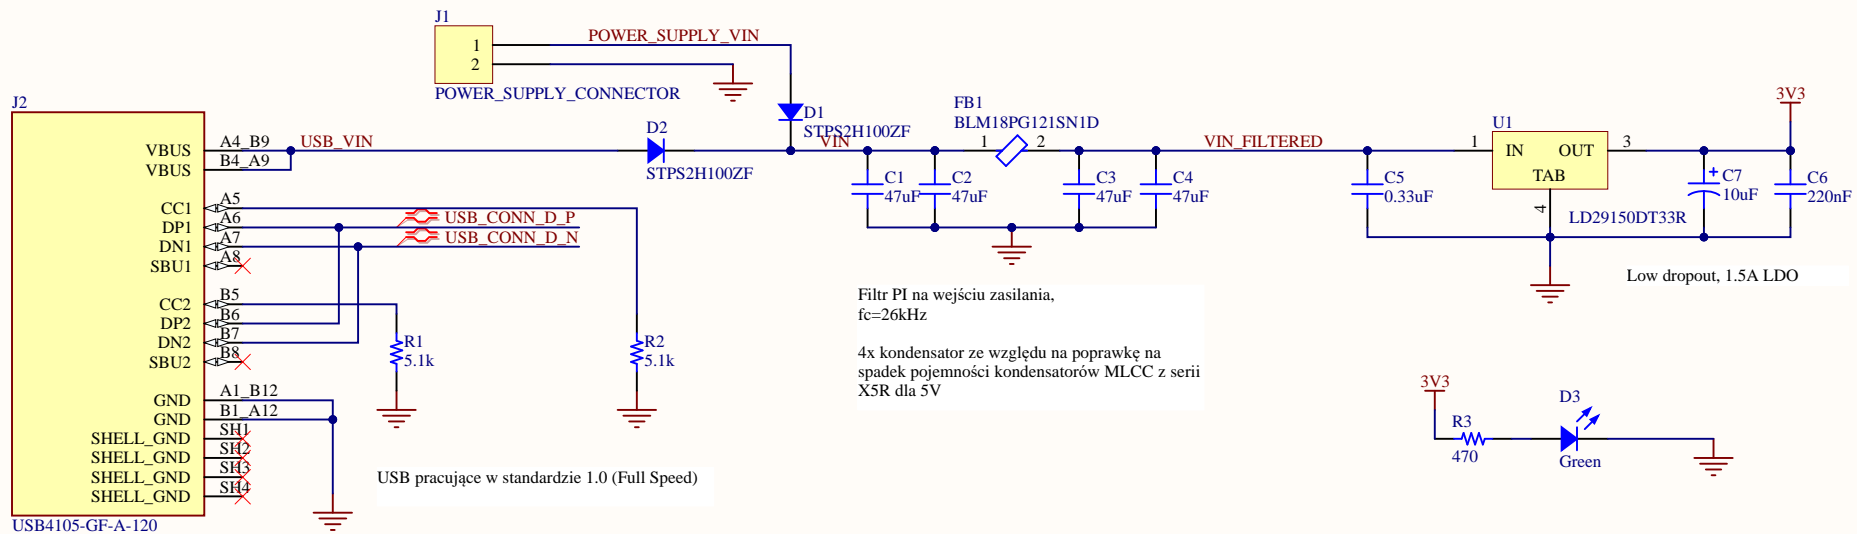 J1
1
2
POWER_SUPPLY_VIN
POWER_SUPPLY_CONNECTOR
D1
STPS2H100ZF
J2
VBUS A4_B9
VBUS B4_A9
CC1 A5
DP1 A6
DN1 A7
SBU1 A8
CC2 B5
DP2 B6
DN2 B7
SBU2 B8
GND A1_B12
GND B1_A12
SHELL_GND SH1
SHELL_GND SH2
SHELL_GND SH3
SHELL_GND SH4
USB4105-GF-A-120
USB_VIN
USB_CONN_D_P
USB_CONN_D_N
D2
STPS2H100ZF
R1
5.1k
R2
5.1k
USB pracujące w standardzie 1.0 (Full Speed)
VIN
C1
47uF
C2
47uF
FB1
BLM18PG121SN1D
1 2
C3
47uF
C4
47uF
VIN_FILTERED
Filtr PI na wejściu zasilania,
fc=26kHz
4x kondensator ze względu na poprawkę na
spadek pojemności kondensatorów MLCC z serii
X5R dla 5V
C5
0.33uF
U1
1 IN OUT 3
TAB
4
LD29150DT33R
3V3
+
C7
10uF
C6
220nF
Low dropout, 1.5A LDO
3V3
R3
470
D3
Green